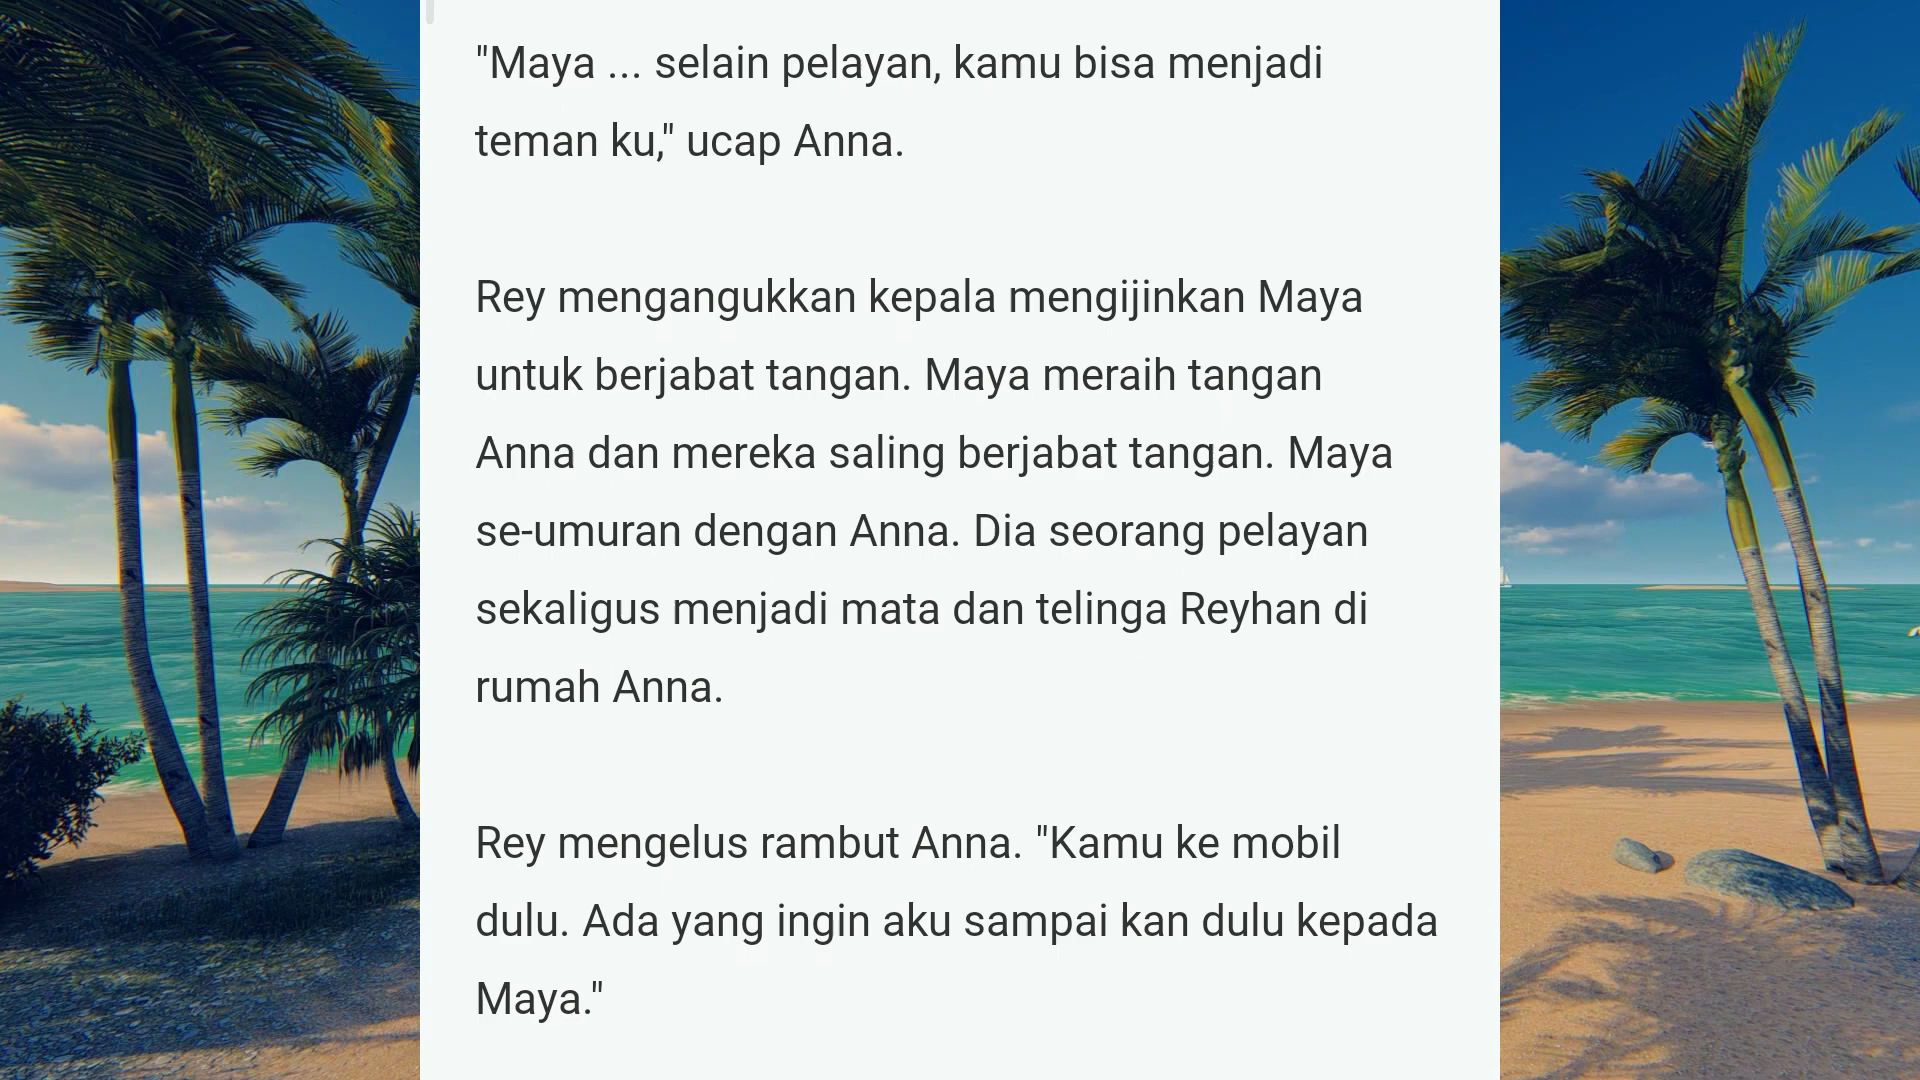 "Maya ... selain pelayan, kamu bisa menjadi
teman ku," ucap Anna.
Rey mengangukkan kepala mengijinkan Maya
untuk berjabat tangan. Maya meraih tangan
Anna dan mereka saling berjabat tangan. Maya
se-umuran dengan Anna. Dia seorang pelayan
sekaligus menjadi mata dan telinga Reyhan di
rumah Anna.
Rey mengelus rambut Anna. "Kamu ke mobil
dulu. Ada yang ingin aku sampai kan dulu kepada
Maya."